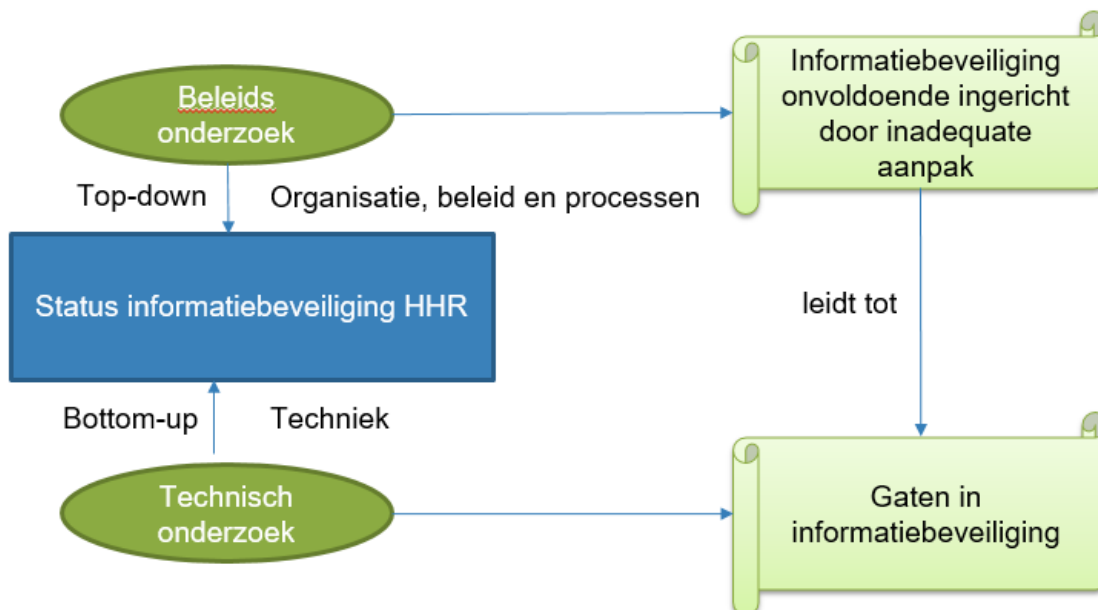 Beleids
onderzoek
Informatiebeveiliging
onvoldoende ingericht
door inadequate
aanpak
Top-down
Organisatie, beleid en processen
Status informatiebeveiliging HHR
leidt tot
Bottom-up
Techniek
Technisch
onderzoek
Gaten in
informatiebeveiliging